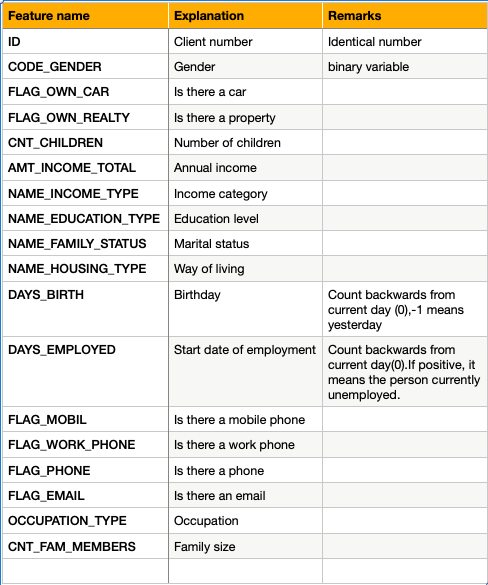 Feature name Explanation Remarks
ID Client number Identical number
CODE_GENDER Gender binary variable
FLAG_OWN_CAR Is there a car
FLAG_OWN_REALTY Is there a property
CNT_CHILDREN Number of children
AMT_INCOME_TOTAL Annual income
NAME_INCOME_TYPE Income category
NAME_EDUCATION_TYPE Education level
NAME_FAMILY_STATUS Marital status
NAME_HOUSING_TYPE Way of living
DAYS_BIRTH Birthday Count backwards from
current day (0),-1 means
yesterday
DAYS_EMPLOYED Start date of employment Count backwards from
current day(0).If positive, it
means the person currently
unemployed.
FLAG_MOBIL Is there a mobile phone
FLAG_WORK_PHONE Is there a work phone
FLAG_PHONE Is there a phone
FLAG_EMAIL Is there an email
OCCUPATION_TYPE Occupation
CNT_FAM_MEMBERS Family size